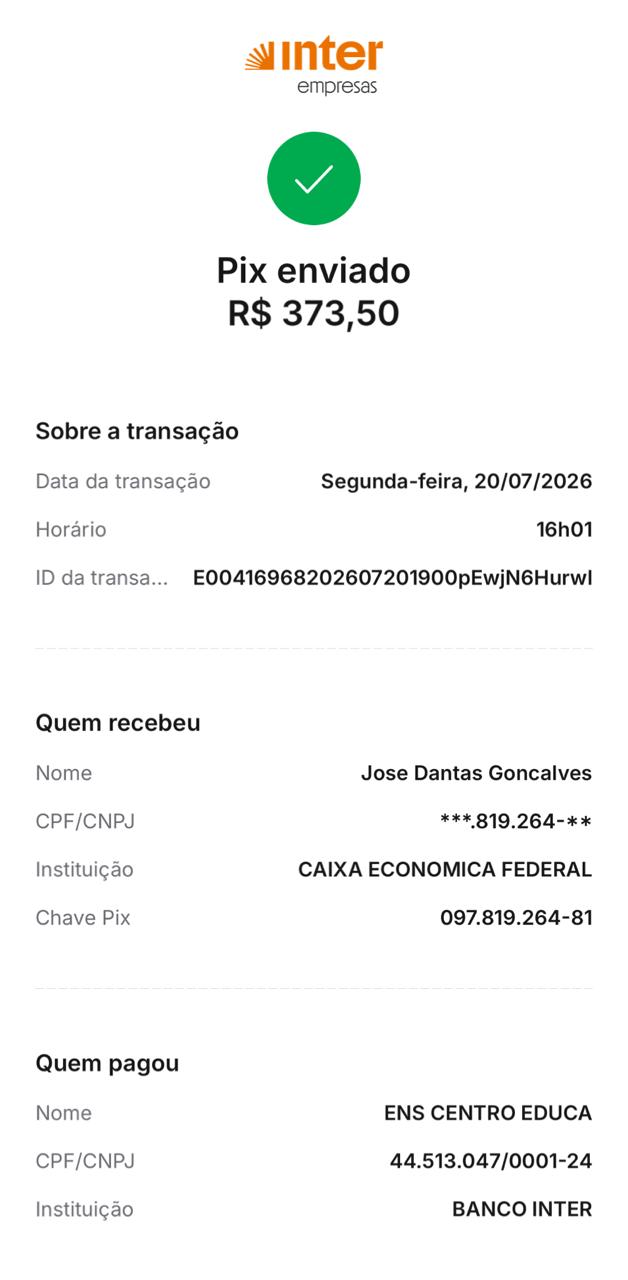 inter
empresas
Pix enviado
R$ 373,50
Sobre a transação
Data da transação Segunda-feira, 20/07/2026
Horário 16h01
ID da transa... E00416968202607201900pEwjN6HurwI
Quem recebeu
Nome Jose Dantas Goncalves
CPF/CNPJ ***.819.264-**
Instituição CAIXA ECONOMICA FEDERAL
Chave Pix 097.819.264-81
Quem pagou
Nome ENS CENTRO EDUCA
CPF/CNPJ 44.513.047/0001-24
Instituição BANCO INTER